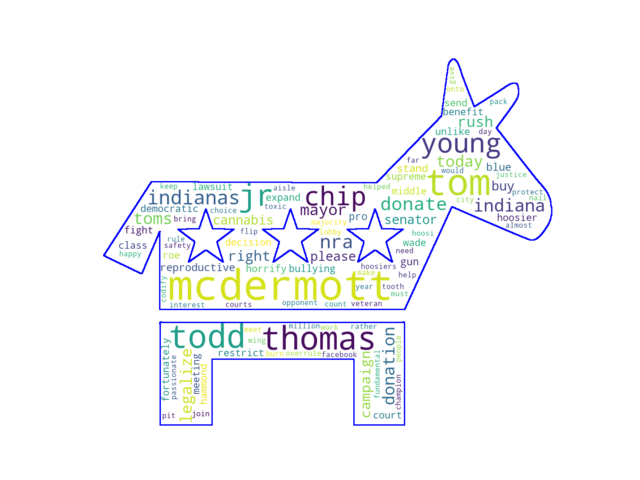 give
onto
send
pack
benefit
rush
unlike
day
young
far
today
stand
would
blue
supreme
justice
tom
keep
lawsuit
aisle
helped
middle
buy
protect
indianas
jr
expand
chip
donate
city
indiana
hall
democratic
choice
toxic
mayor
pro
senator
hoosier
toms
bring
cannabis
majority
almost
fight
flip
lobby
hoosi
rule
decision
nra
wade
class
safety
need
happy
roe
right
please
gun
reproductive
horrify
bullying
hoosiers
make
help
codify
mcdermott
year
tooth
must
interest
courts
opponent
count
veteran
todd
meet
million
work
rather
wing
thomas
people
fortunately
restrict
burn
overrule
facebook
passionate
legalize
meeting
hammond
campaign
fundamental
donation
champion
pit
join
court